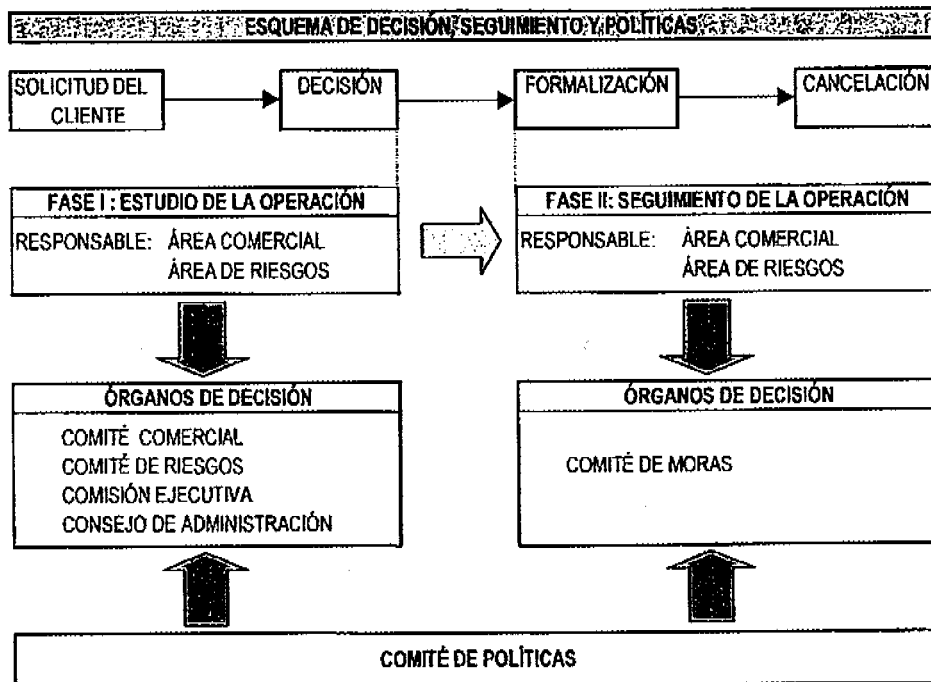 ESQUEMA DE DECISIÓN, SEGUIMIENTO Y POLÍTICAS
SOLICITUD DEL
CLIENTE
DECISIÓN
FORMALIZACIÓN
CANCELACIÓN
FASE I : ESTUDIO DE LA OPERACIÓN
RESPONSABLE: ÁREA COMERCIAL
ÁREA DE RIESGOS
FASE II: SEGUIMIENTO DE LA OPERACIÓN
RESPONSABLE: ÁREA COMERCIAL
ÁREA DE RIESGOS
ÓRGANOS DE DECISIÓN
COMITÉ COMERCIAL
COMITÉ DE RIESGOS
COMISIÓN EJECUTIVA
CONSEJO DE ADMINISTRACIÓN
ÓRGANOS DE DECISIÓN
COMITÉ DE MORAS
COMITÉ DE POLÍTICAS